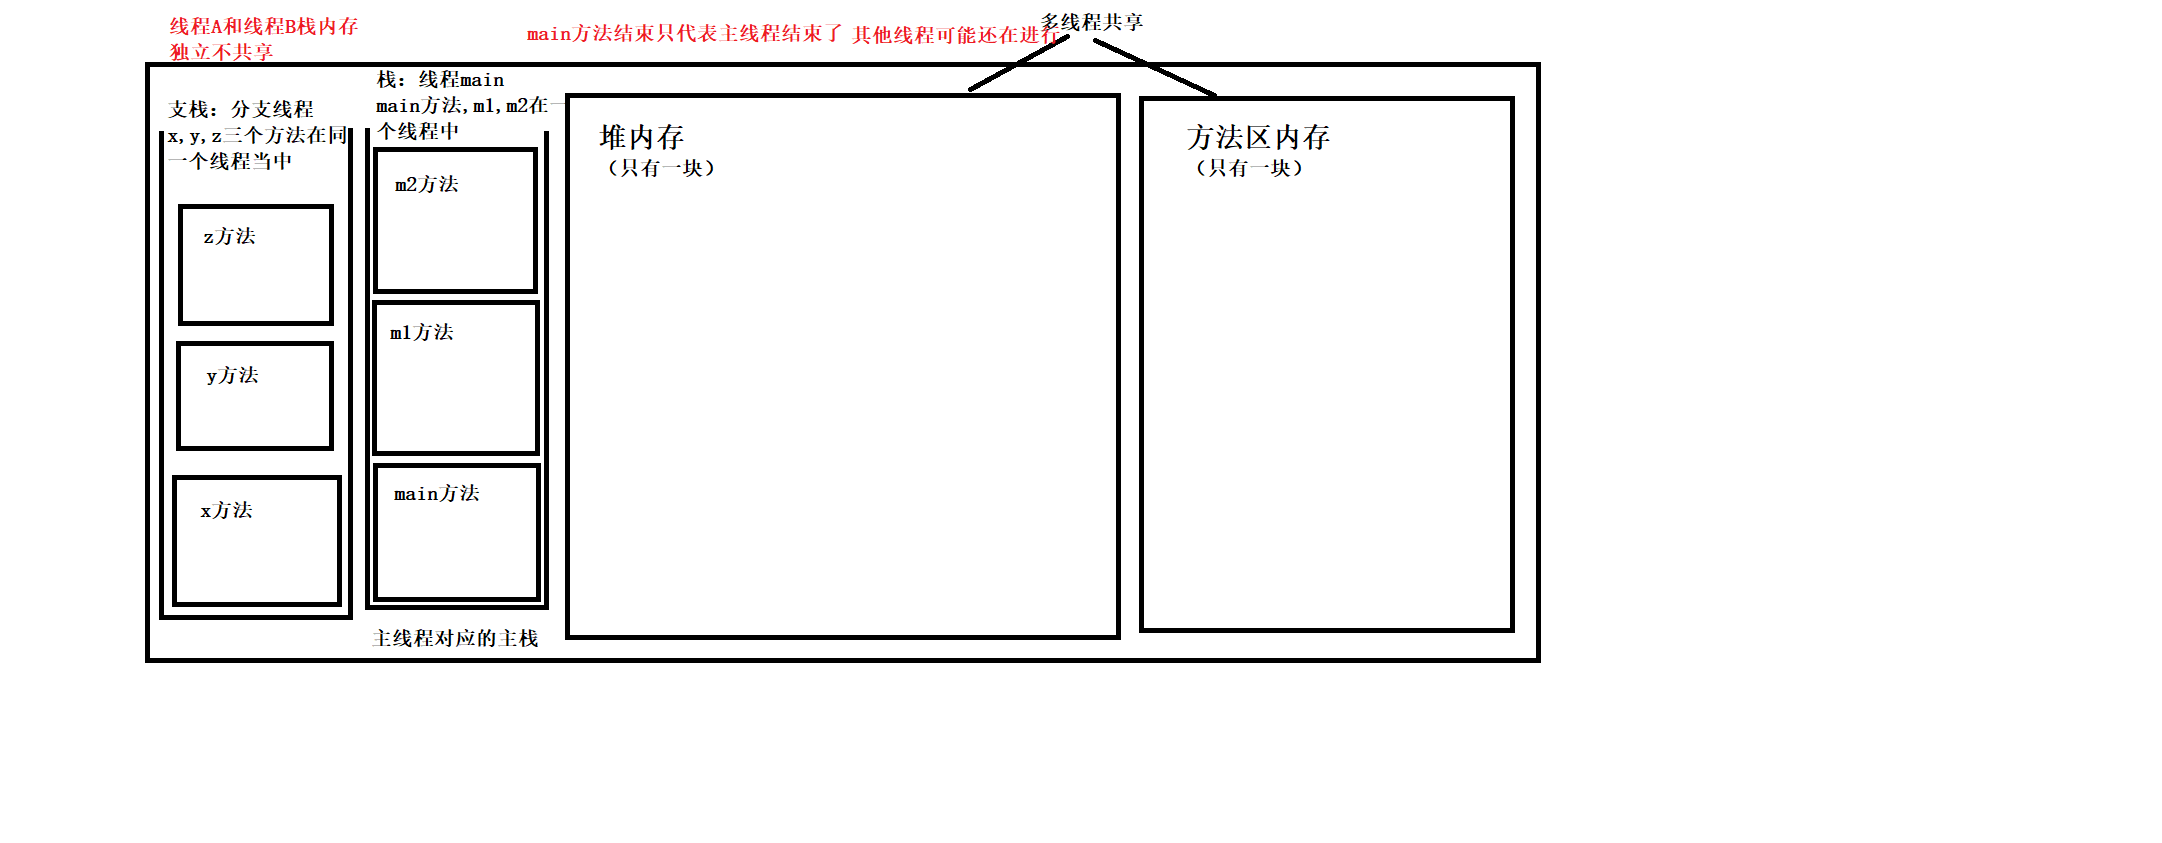 线程A和线程B栈内存
独立不共享
main方法结束只代表主线程结束了 其他线程可能还在进行
多线程共享
支栈：分支线程
x,y,z三个方法在同
一个线程当中
z方法
y方法
x方法
栈：线程main
main方法,m1,m2在一
个线程中
m2方法
m1方法
main方法
主线程对应的主栈
堆内存
（只有一块）
方法区内存
（只有一块）